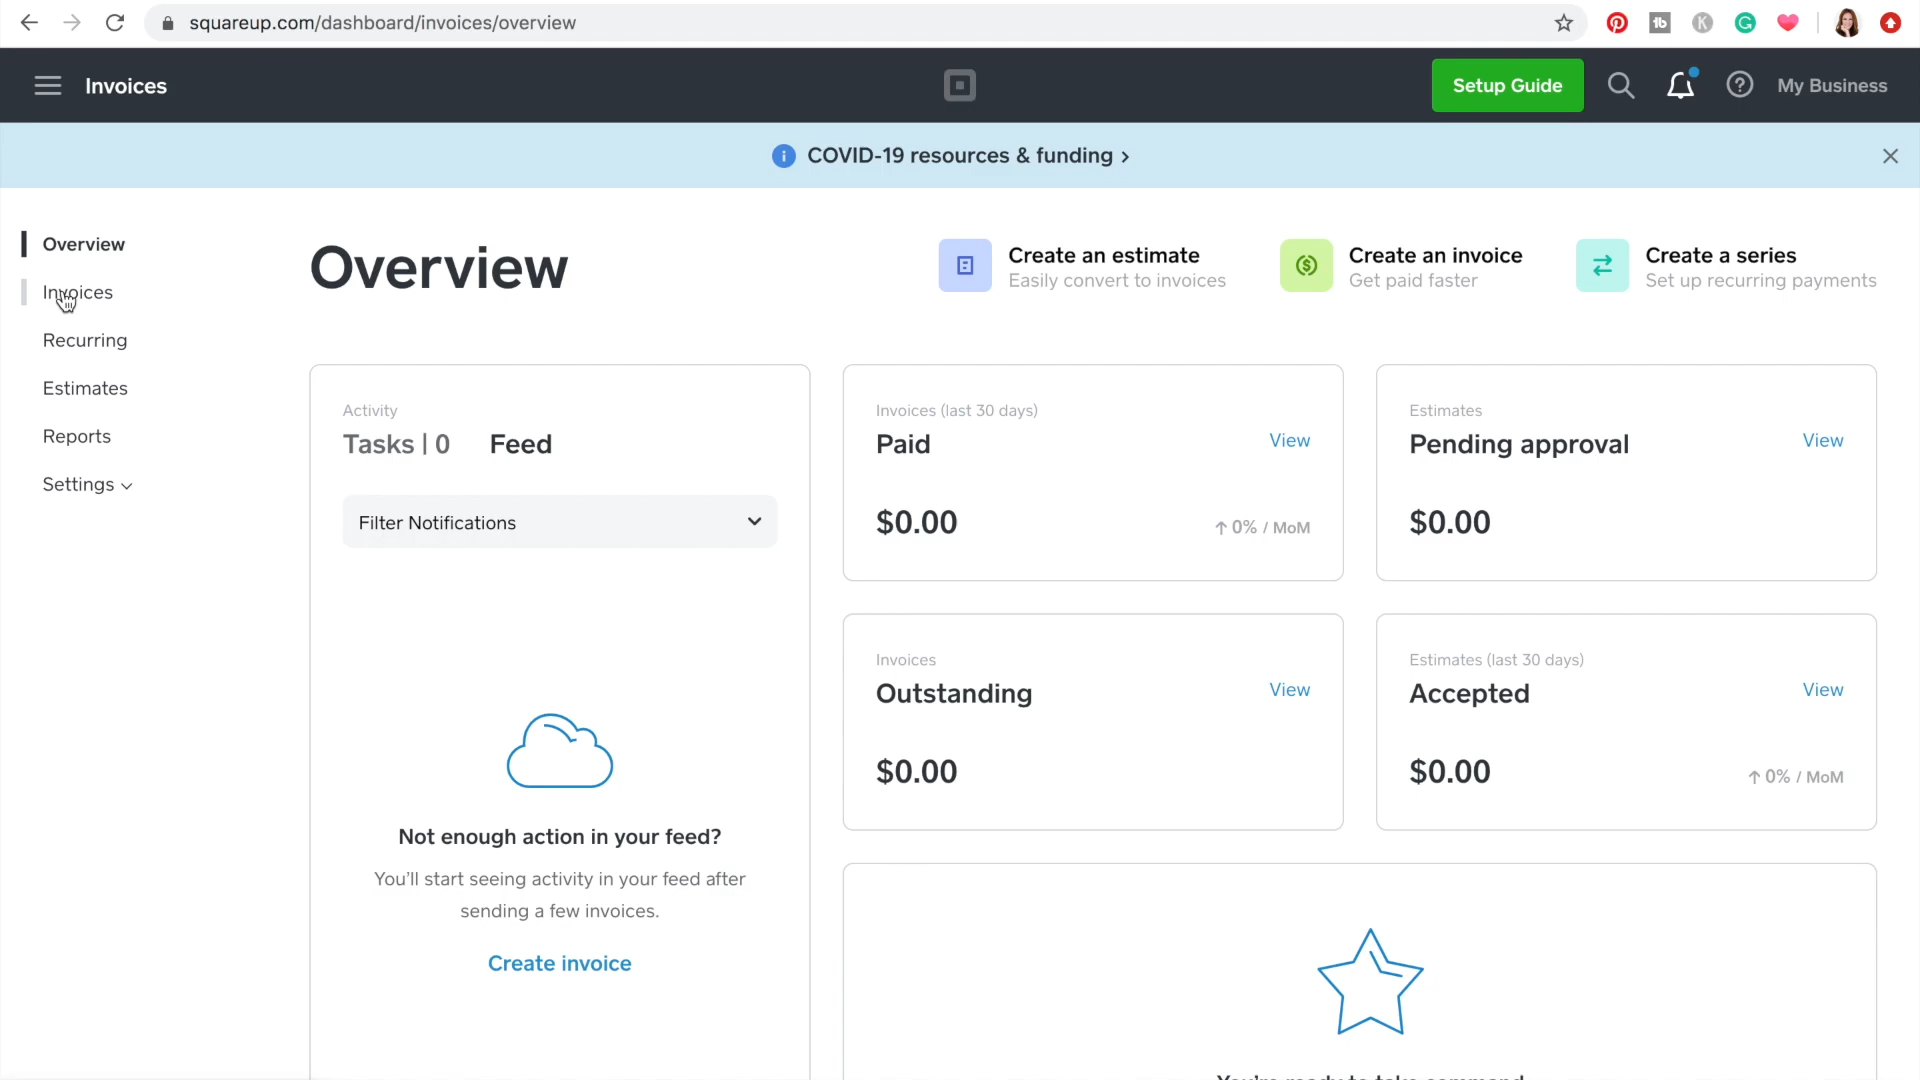 squareup.com/dashboard/invoices/overview
Invoices
Setup Guide
My Business
COVID-19 resources & funding ›
Overview
Invoices
Recurring
Estimates
Reports
Settings
Overview
Create an estimate
Easily convert to invoices
Create an invoice
Get paid faster
Create a series
Set up recurring payments
Activity
Tasks | 0 Feed
Filter Notifications
Not enough action in your feed?
You'll start seeing activity in your feed after
sending a few invoices.
Create invoice
Invoices (last 30 days)
Paid View
$0.00 ↑ 0% / MoM
Estimates
Pending approval View
$0.00
Invoices
Outstanding View
$0.00
Estimates (last 30 days)
Accepted View
$0.00 ↑ 0% / MoM
You're ready to take command